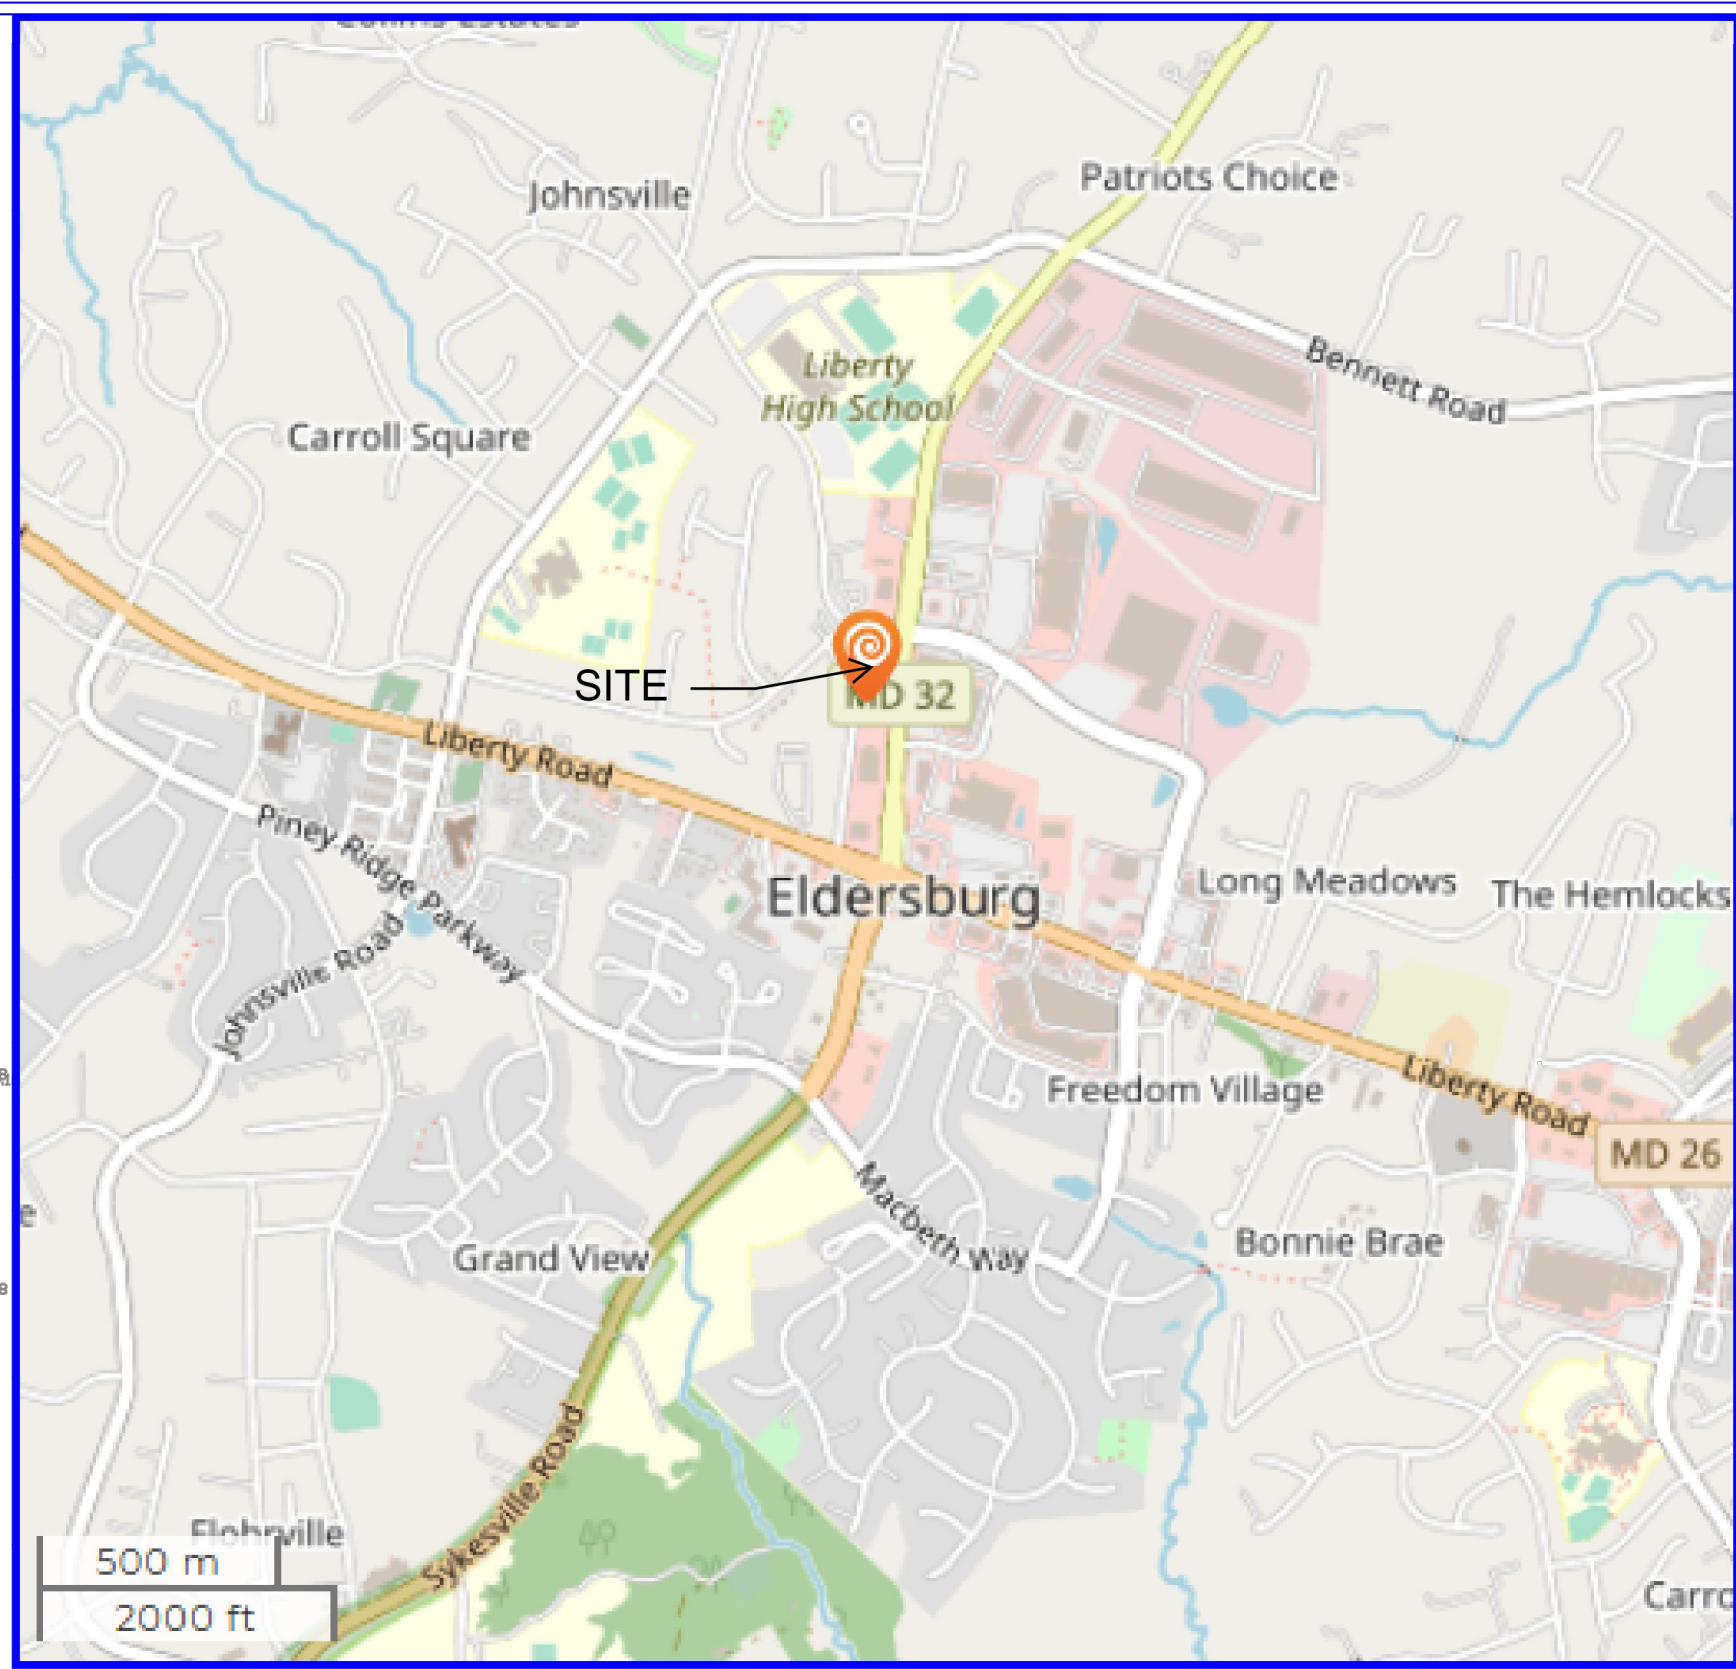 Johnsville
Patriots Choice
Liberty
High School
Bennett Road
Carroll Square
SITE
MD 32
Liberty Road
Piney Ridge Parkway
Eldersburg
Long Meadows
The Hemlocks
Johnsville Road
Freedom Village
Liberty Road
MD 26
Macbeth Way
Grand View
Bonnie Brae
Sykesville Road
Flohrville
500 m
2000 ft